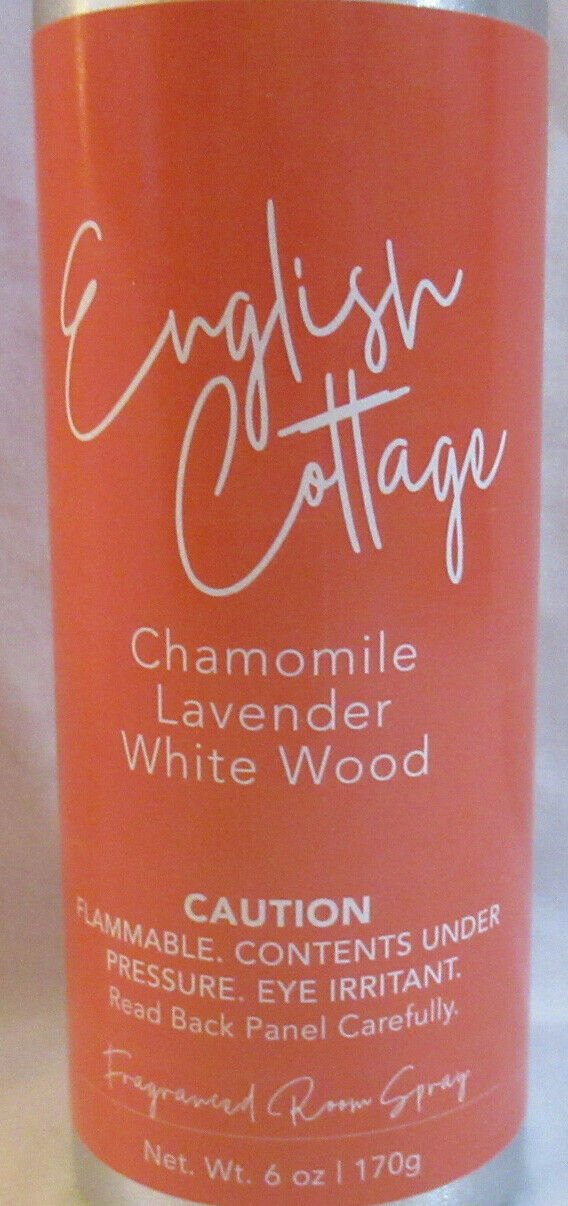 English
Cottage
Chamomile
Lavender
White Wood
CAUTION
FLAMMABLE. CONTENTS UNDER
PRESSURE. EYE IRRITANT.
Read Back Panel Carefully.
Fragranced Room Spray
Net. Wt. 6 oz | 170g